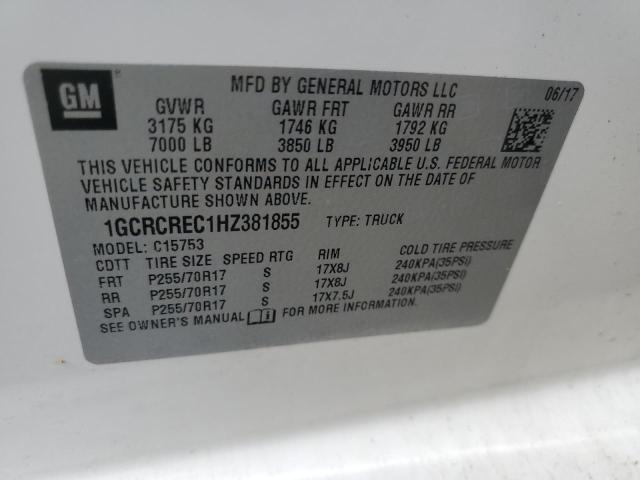 GM
MFD BY GENERAL MOTORS LLC 06/17
GVWR GAWR FRT GAWR RR
3175 KG 1746 KG 1792 KG
7000 LB 3850 LB 3950 LB
THIS VEHICLE CONFORMS TO ALL APPLICABLE U.S. FEDERAL MOTOR
VEHICLE SAFETY STANDARDS IN EFFECT ON THE DATE OF
MANUFACTURE SHOWN ABOVE.
1GCRCREC1HZ381855 TYPE: TRUCK
MODEL: C15753
CDTT TIRE SIZE SPEED RTG RIM COLD TIRE PRESSURE
FRT P255/70R17 S 17X8J 240KPA(35PSI)
RR P255/70R17 S 17X8J 240KPA(35PSI)
SPA P255/70R17 S 17X7.5J 240KPA(35PSI)
SEE OWNER'S MANUAL FOR MORE INFORMATION.